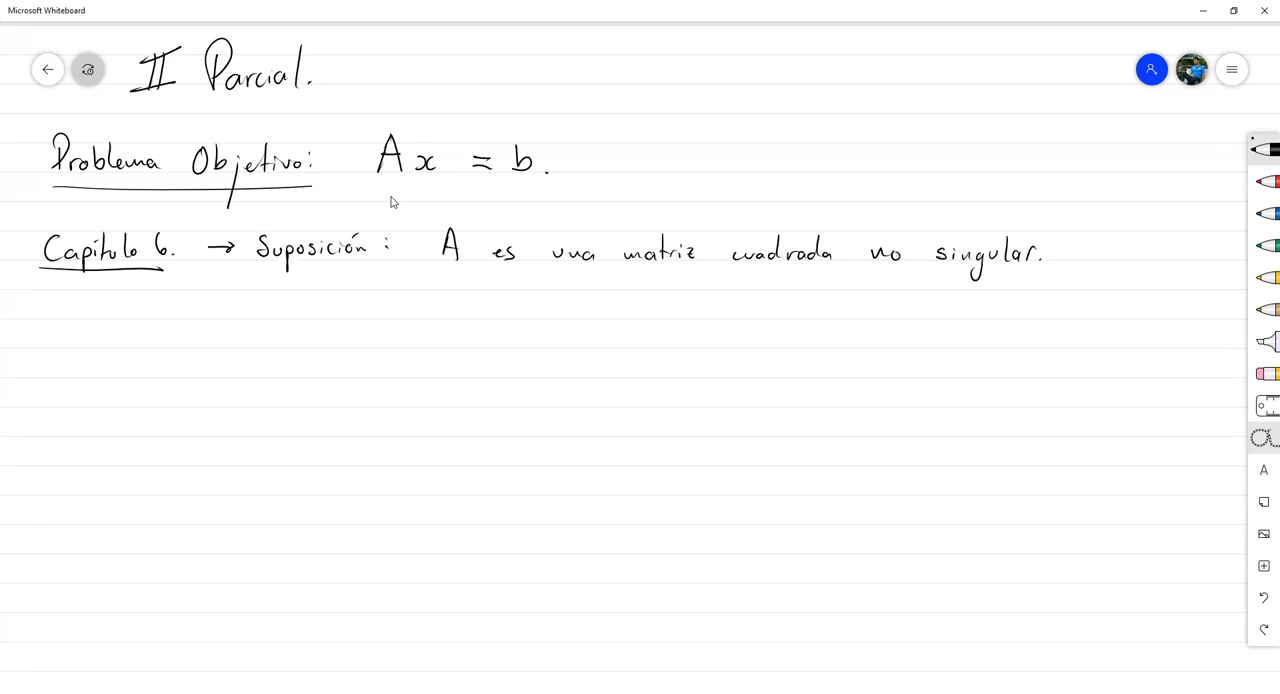 Microsoft Whiteboard
II Parcial.
Problema Objetivo: Ax = b.
Capítulo 6. → Suposición: A es una matriz cuadrada no singular.
A